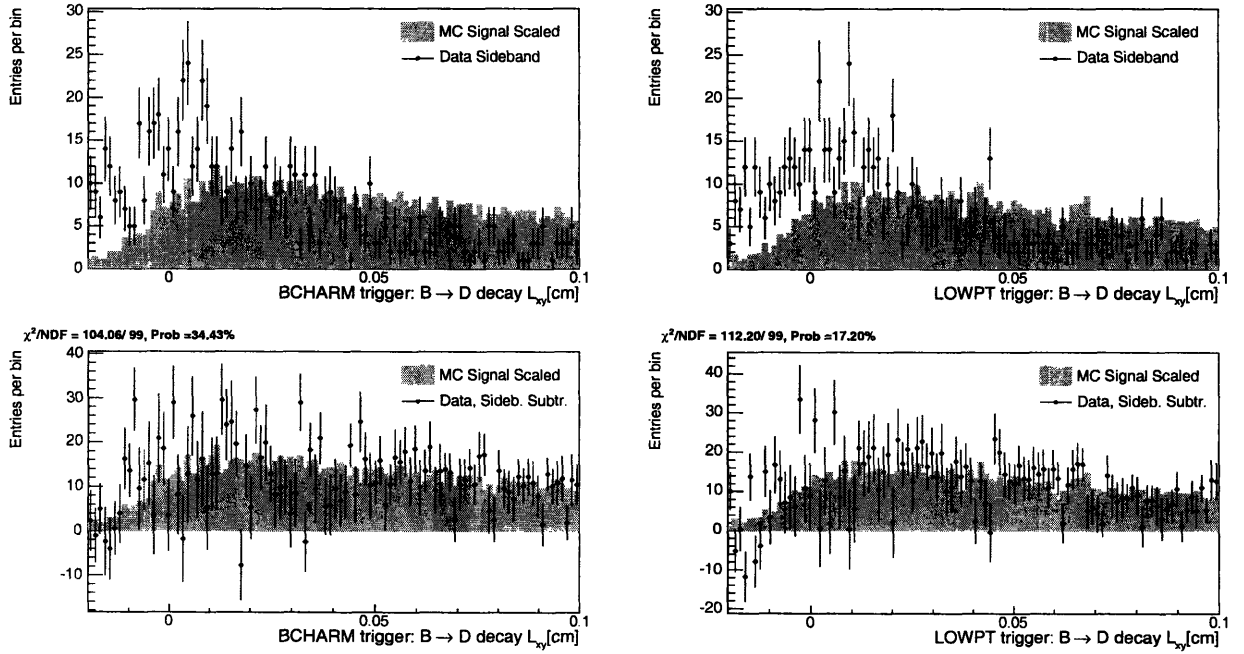 Entries per bin
30
25
20
15
10
5
0
MC Signal Scaled
Data Sideband
0 0.05 0.1
BCHARM trigger: B → D decay Lxy[cm]
Entries per bin
30
25
20
15
10
5
0
MC Signal Scaled
Data Sideband
0 0.05 0.1
LOWPT trigger: B → D decay Lxy[cm]
χ²/NDF = 104.06/ 99, Prob =34.43%
Entries per bin
40
30
20
10
0
-10
MC Signal Scaled
Data, Sideb. Subtr.
0 0.05 0.1
BCHARM trigger: B → D decay Lxy[cm]
χ²/NDF = 112.20/ 99, Prob =17.20%
Entries per bin
40
30
20
10
0
-10
-20
MC Signal Scaled
Data, Sideb. Subtr.
0 0.05 0.1
LOWPT trigger: B → D decay Lxy[cm]